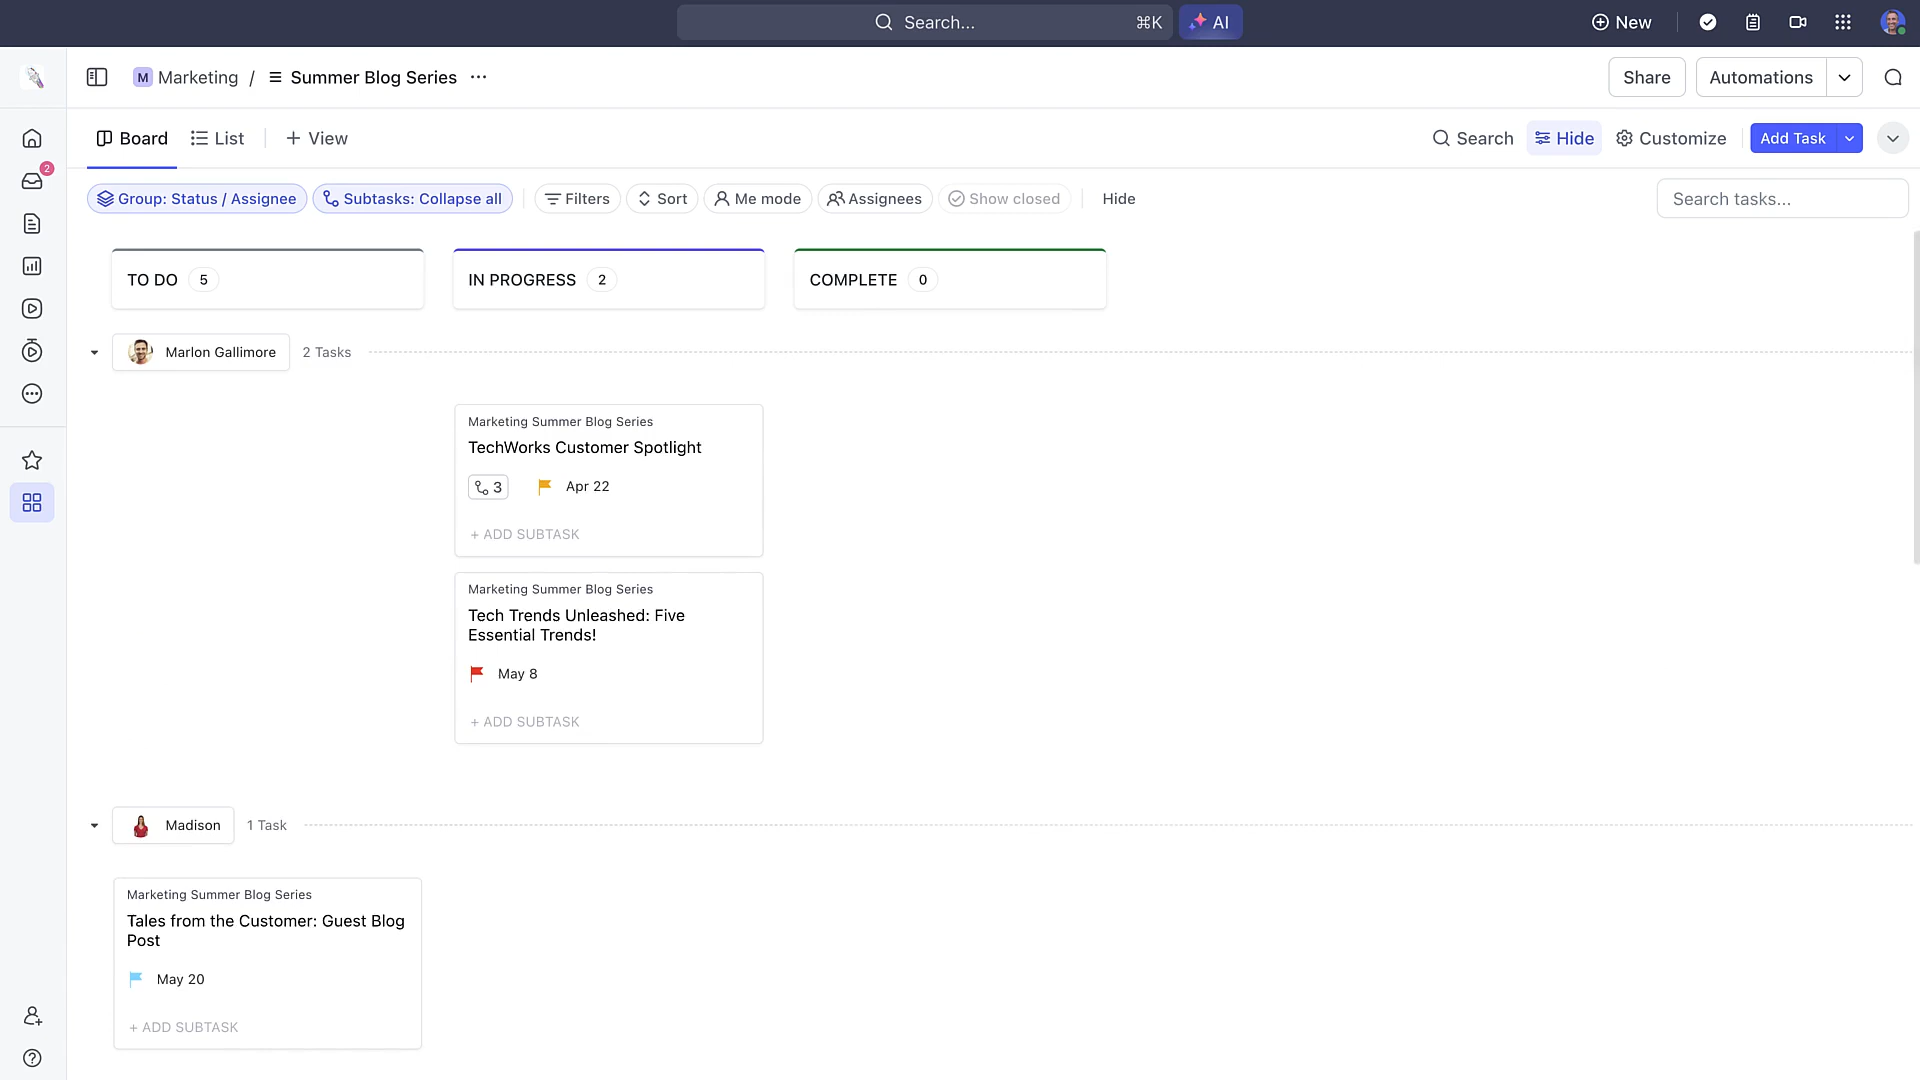 Search...
⌘K
AI
New
M Marketing / Summer Blog Series ...
Share
Automations
2
Board
List
+ View
Search
Hide
Customize
Add Task
Group: Status / Assignee
Subtasks: Collapse all
Filters
Sort
Me mode
Assignees
Show closed
Hide
Search tasks...
TO DO 5
IN PROGRESS 2
COMPLETE 0
Marlon Gallimore
2 Tasks
Marketing Summer Blog Series
TechWorks Customer Spotlight
3
Apr 22
+ ADD SUBTASK
Marketing Summer Blog Series
Tech Trends Unleashed: Five
Essential Trends!
May 8
+ ADD SUBTASK
Madison
1 Task
Marketing Summer Blog Series
Tales from the Customer: Guest Blog
Post
May 20
+ ADD SUBTASK